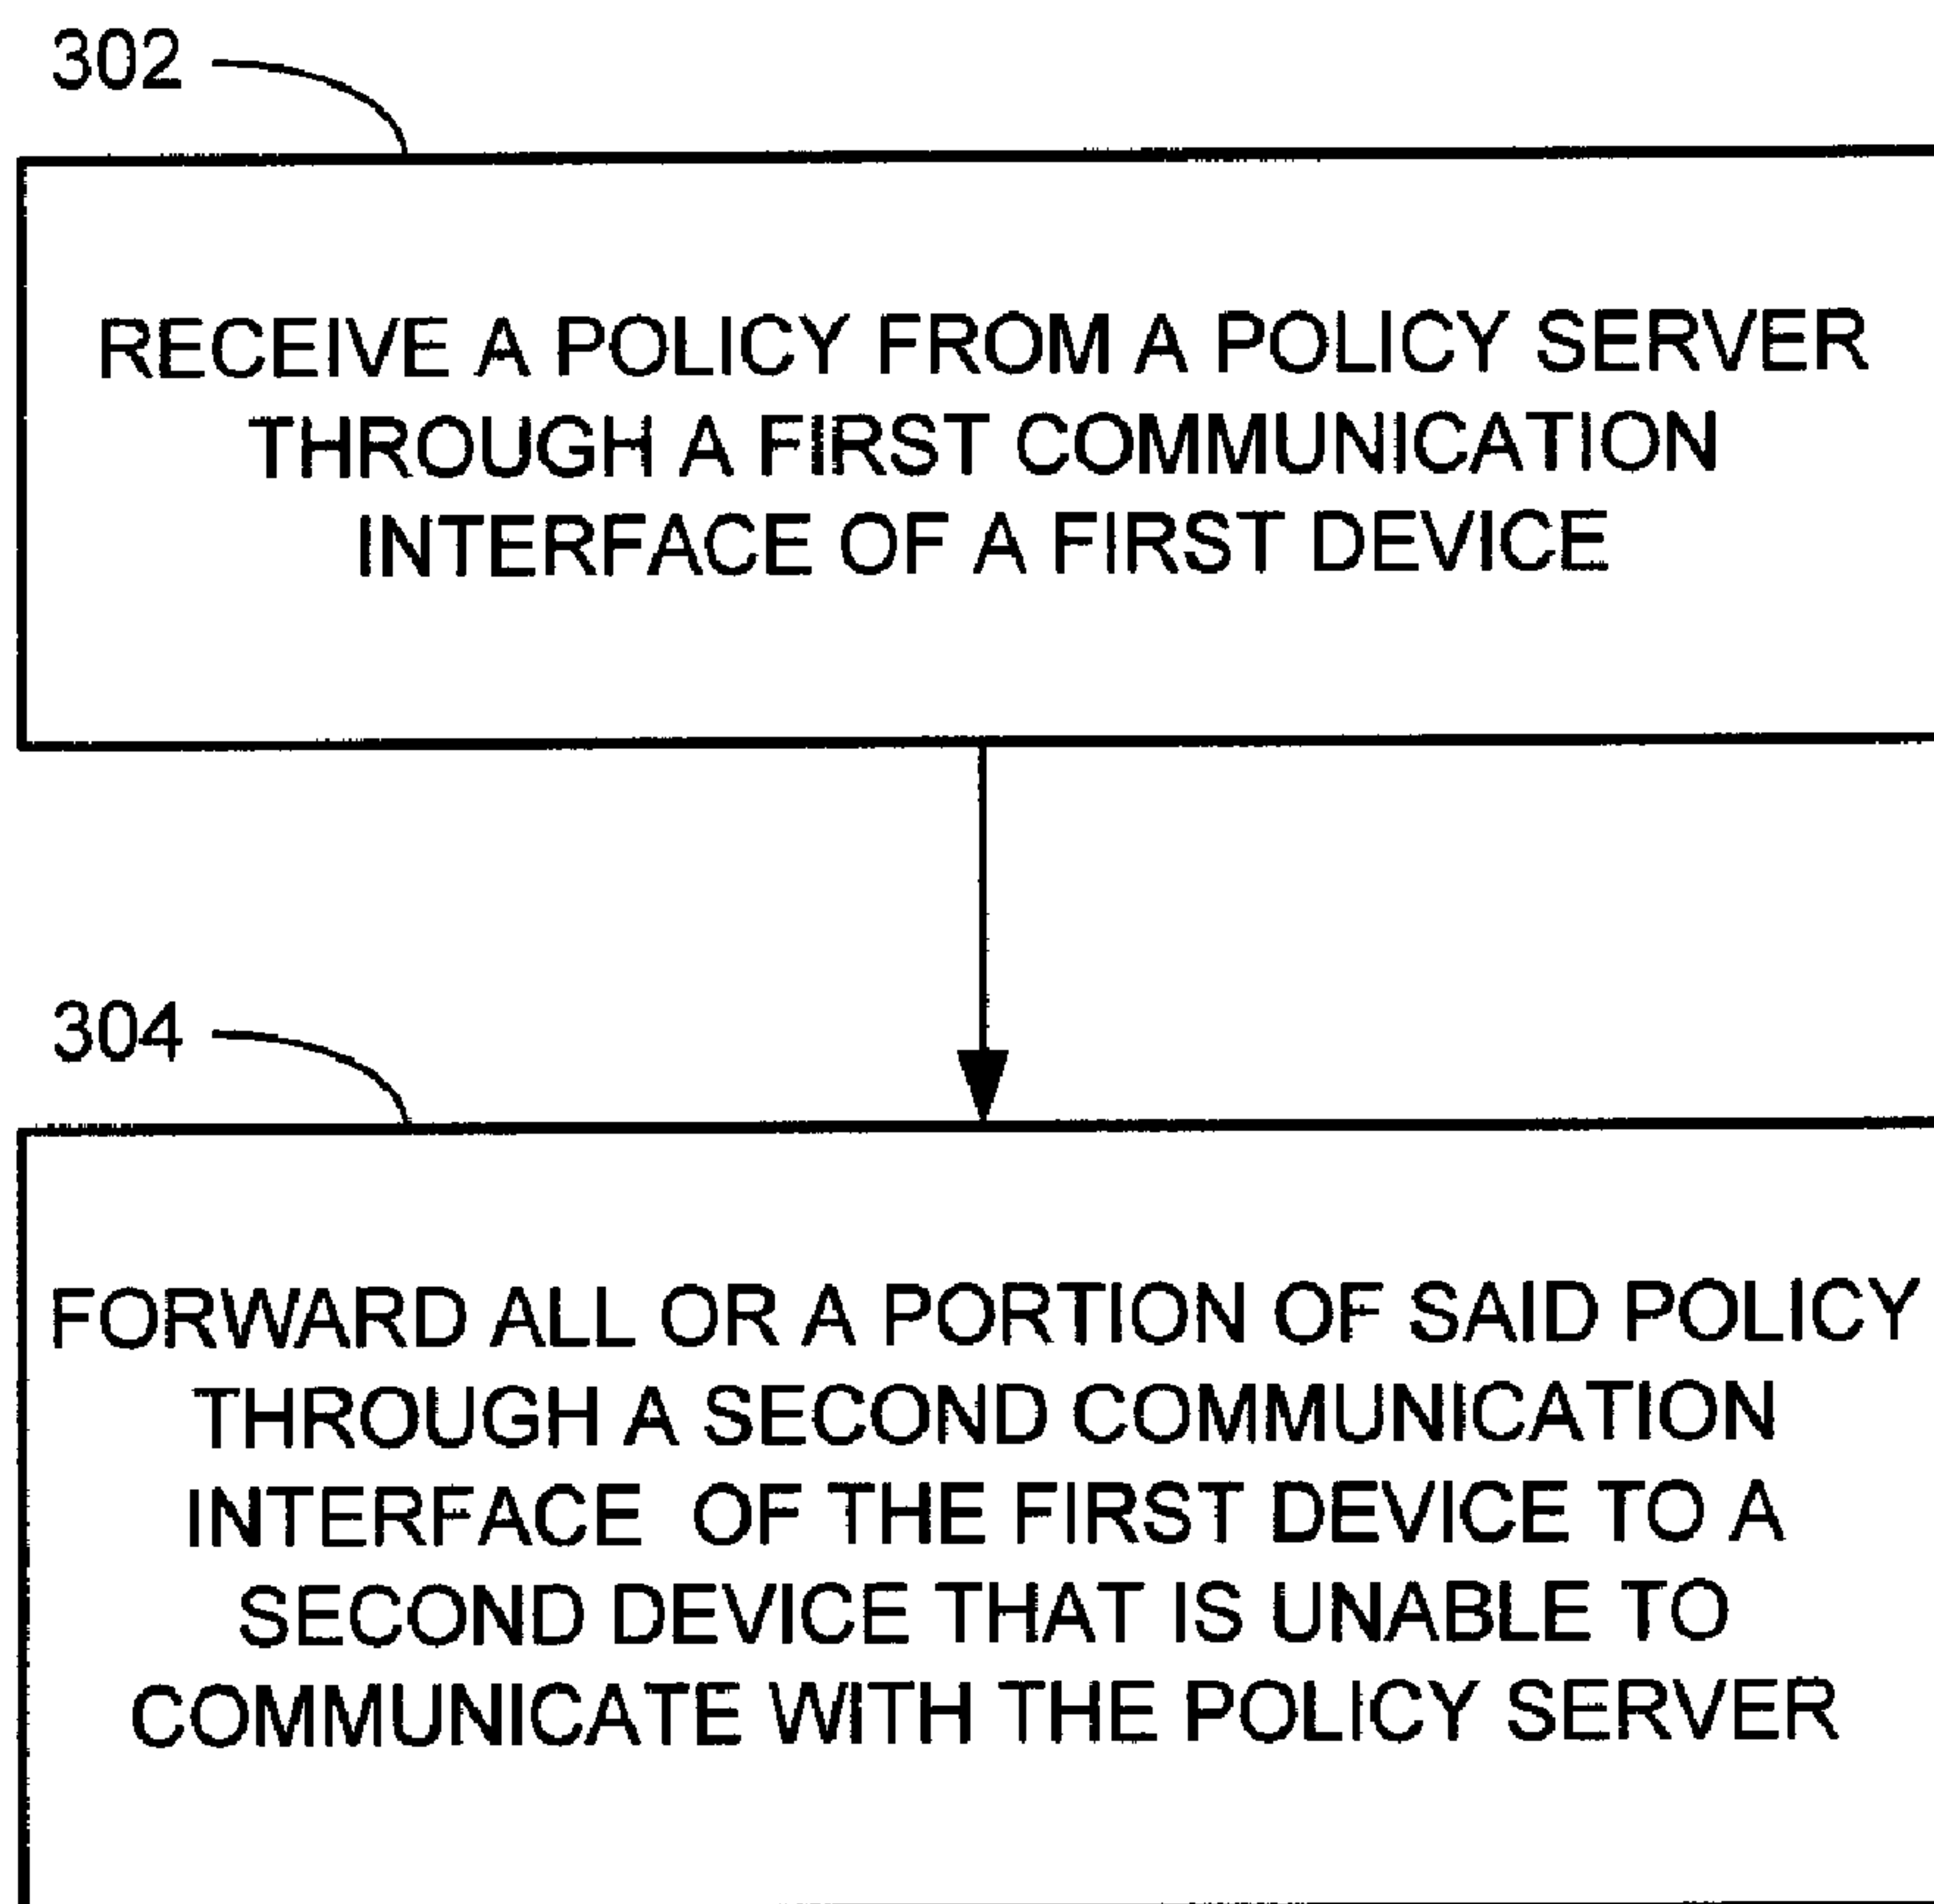 302
RECEIVE A POLICY FROM A POLICY SERVER
THROUGH A FIRST COMMUNICATION
INTERFACE OF A FIRST DEVICE
304
FORWARD ALL OR A PORTION OF SAID POLICY
THROUGH A SECOND COMMUNICATION
INTERFACE OF THE FIRST DEVICE TO A
SECOND DEVICE THAT IS UNABLE TO
COMMUNICATE WITH THE POLICY SERVER